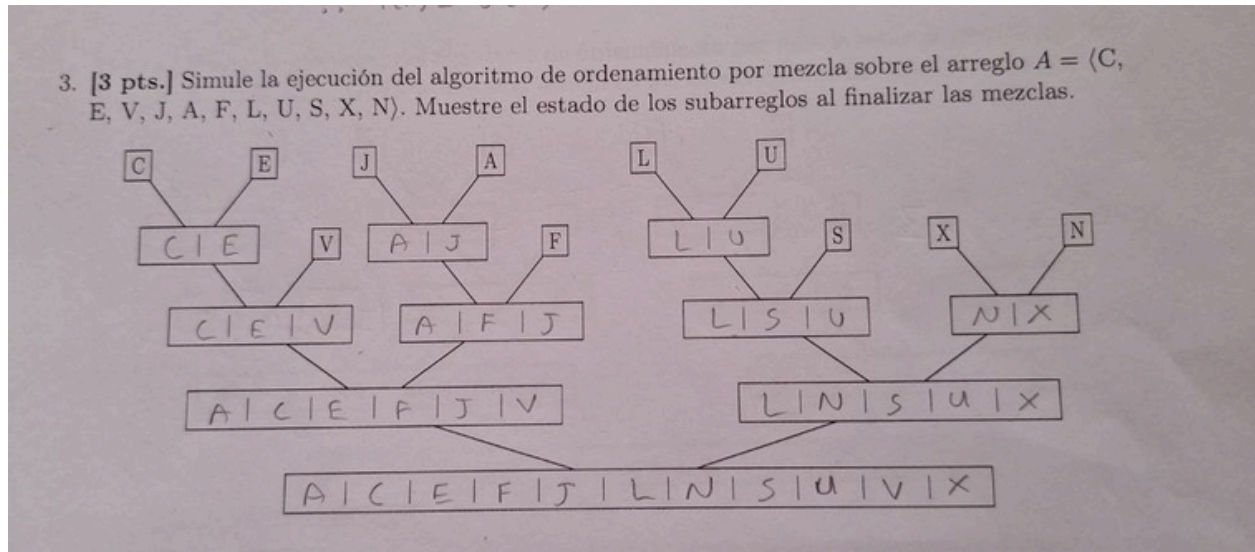 3. [3 pts.] Simule la ejecución del algoritmo de ordenamiento por mezcla sobre el arreglo A = ⟨C,
E, V, J, A, F, L, U, S, X, N⟩. Muestre el estado de los subarreglos al finalizar las mezclas.
C E J A L U
C | E V A | J F L | U S X N
C | E | V A | F | J L | S | U N | X
A | C | E | F | J | V L | N | S | U | X
A | C | E | F | J | L | N | S | U | V | X